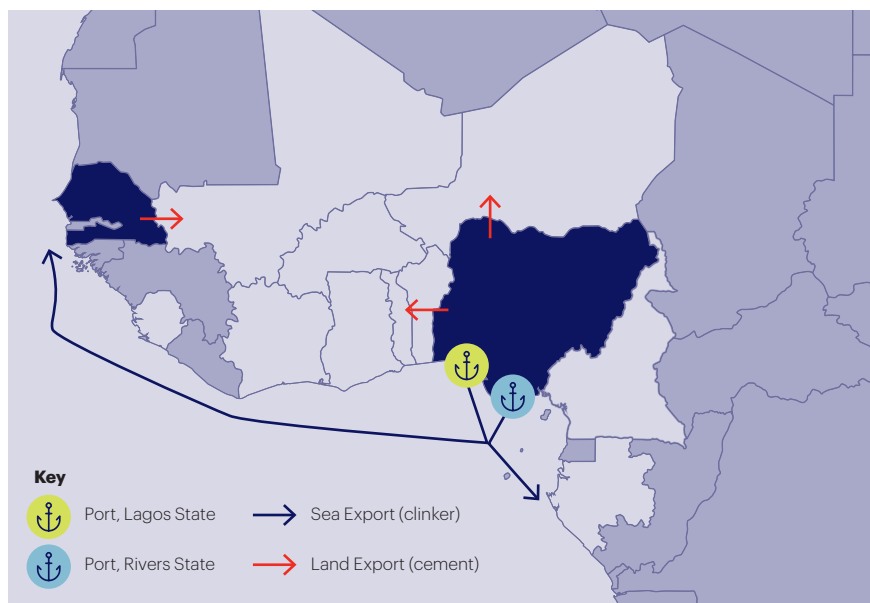 Key
Port, Lagos State
Sea Export (clinker)
Port, Rivers State
Land Export (cement)